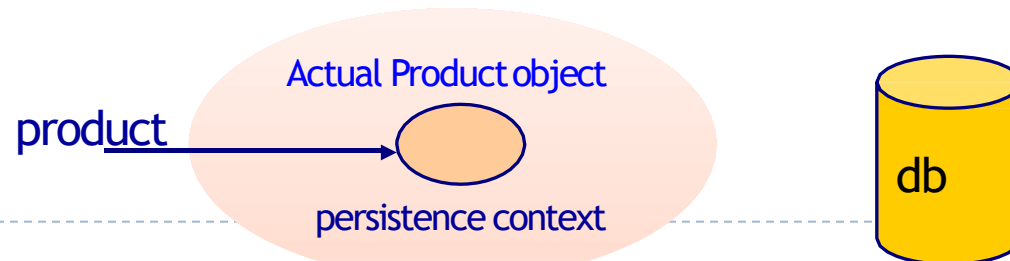 Actual Product object
product
db
persistence context